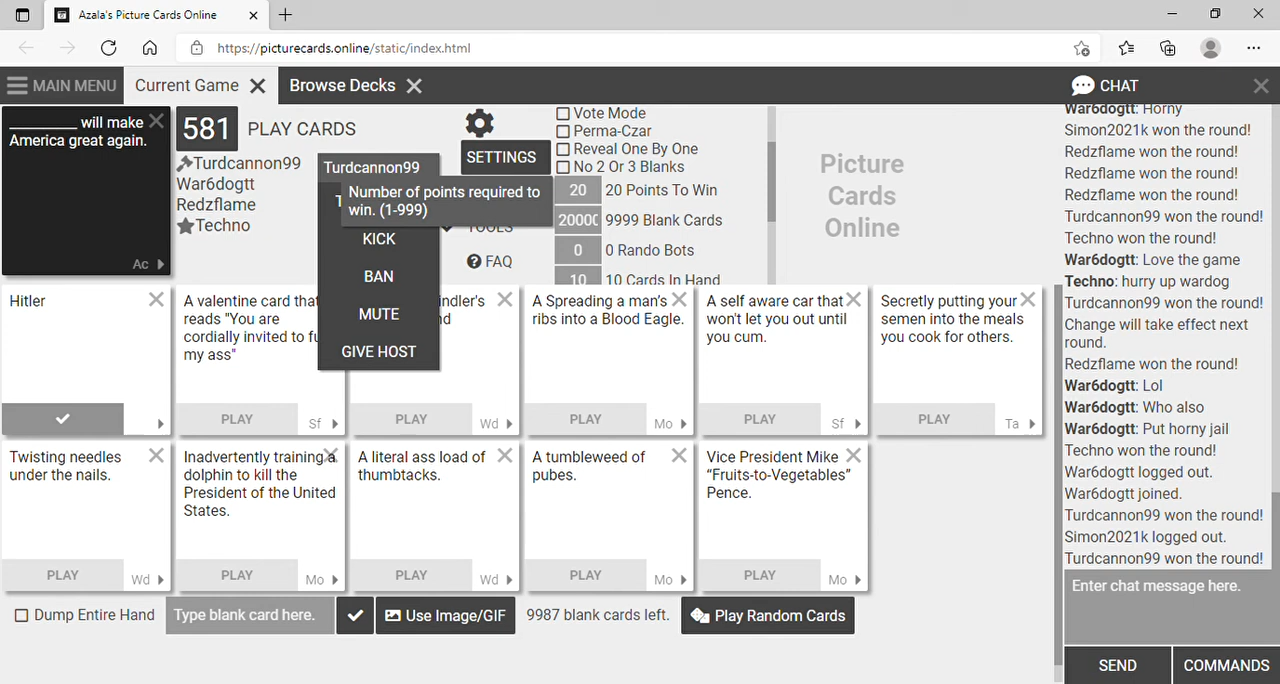 Azala's Picture Cards Online
https://picturecards.online/static/index.html
MAIN MENU
Current Game
Browse Decks
CHAT
________ will make
America great again.
Ac
581
PLAY CARDS
Turdcannon99
War6dogtt
Redzflame
Techno
Turdcannon99
Number of points required to
win. (1-999)
KICK
BAN
MUTE
GIVE HOST
SETTINGS
TOOLS
FAQ
Vote Mode
Perma-Czar
Reveal One By One
No 2 Or 3 Blanks
20 20 Points To Win
9999 Blank Cards
0 0 Rando Bots
10 10 Cards In Hand
Picture
Cards
Online
Hitler
A valentine card tha
reads "You are
cordially invited to fu
my ass"
PLAY
Sf
ndler's
nd
PLAY
Wd
A Spreading a man's
ribs into a Blood Eagle.
PLAY
Mo
A self aware car that
won't let you out until
you cum.
PLAY
Sf
Secretly putting your
semen into the meals
you cook for others.
PLAY
Ta
Twisting needles
under the nails.
PLAY
Wd
Inadvertently training a
dolphin to kill the
President of the United
States.
PLAY
Mo
A literal ass load of
thumbtacks.
PLAY
Wd
A tumbleweed of
pubes.
PLAY
Mo
Vice President Mike
“Fruits-to-Vegetables”
Pence.
PLAY
Mo
Dump Entire Hand
Type blank card here.
Use Image/GIF
9987 blank cards left.
Play Random Cards
War6dogtt: Horny
Simon2021k won the round!
Redzflame won the round!
Redzflame won the round!
Redzflame won the round!
Turdcannon99 won the round!
Techno won the round!
War6dogtt: Love the game
Techno: hurry up wardog
Turdcannon99 won the round!
Change will take effect next
round.
Redzflame won the round!
War6dogtt: Lol
War6dogtt: Who also
War6dogtt: Put horny jail
Techno won the round!
War6dogtt logged out.
War6dogtt joined.
Turdcannon99 won the round!
Simon2021k logged out.
Turdcannon99 won the round!
Enter chat message here.
SEND
COMMANDS